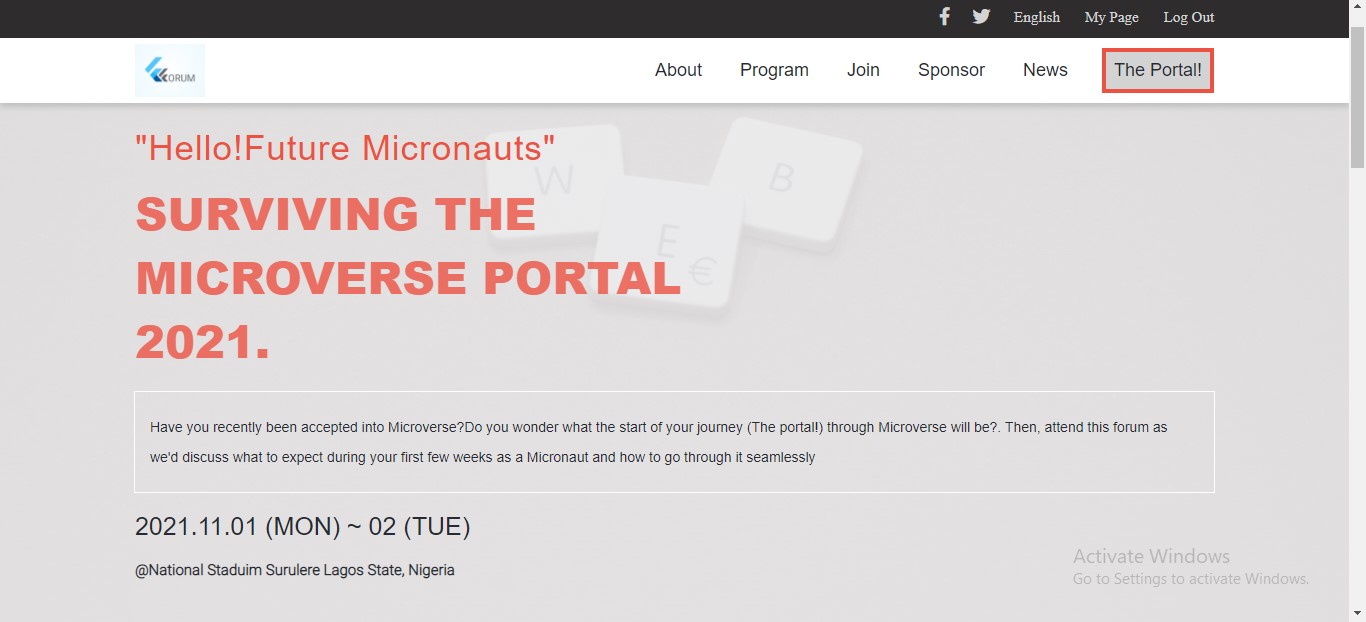 English My Page Log Out
KORUM
About Program Join Sponsor News The Portal!
"Hello!Future Micronauts"
SURVIVING THE
MICROVERSE PORTAL
2021.
W
B
E
€
Have you recently been accepted into Microverse?Do you wonder what the start of your journey (The portal!) through Microverse will be?. Then, attend this forum as
we'd discuss what to expect during your first few weeks as a Micronaut and how to go through it seamlessly
2021.11.01 (MON) ~ 02 (TUE)
@National Staduim Surulere Lagos State, Nigeria
Activate Windows
Go to Settings to activate Windows.